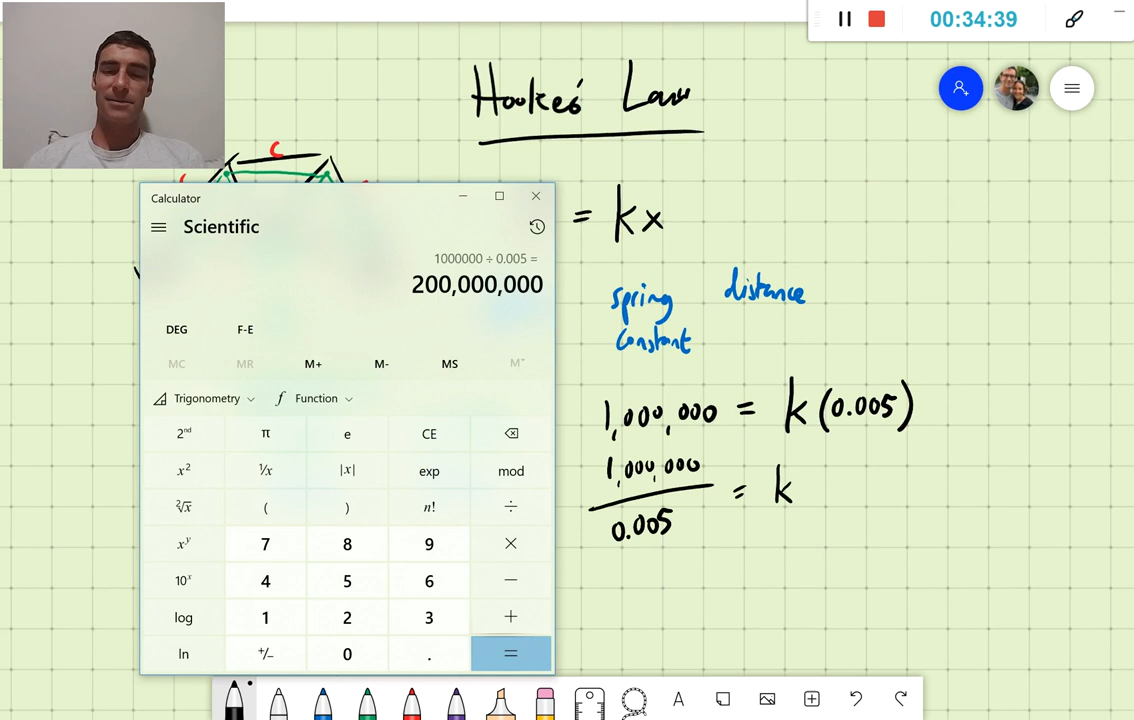 00:34:39
Hooke's Law
C
= kx
spring distance
constant
1,000,000 = k(0.005)
1,000,000
0.005
= k
Calculator
Scientific
1000000 ÷ 0.005 =
200,000,000
DEG F-E
MC MR M+ M- MS M˅
Trigonometry f Function
2ⁿᵈ π e CE
x² ¹/x |x| exp mod
²√x ( ) n! ÷
xʸ 7 8 9 ×
10ˣ 4 5 6 −
log 1 2 3 +
ln +/− 0 . =
A